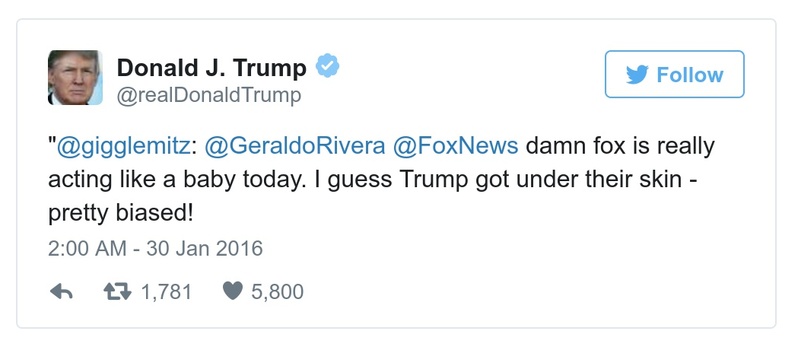 Donald J. Trump
@realDonaldTrump
Follow
"@gigglemitz: @GeraldoRivera @FoxNews damn fox is really
acting like a baby today. I guess Trump got under their skin -
pretty biased!
2:00 AM - 30 Jan 2016
1,781 5,800